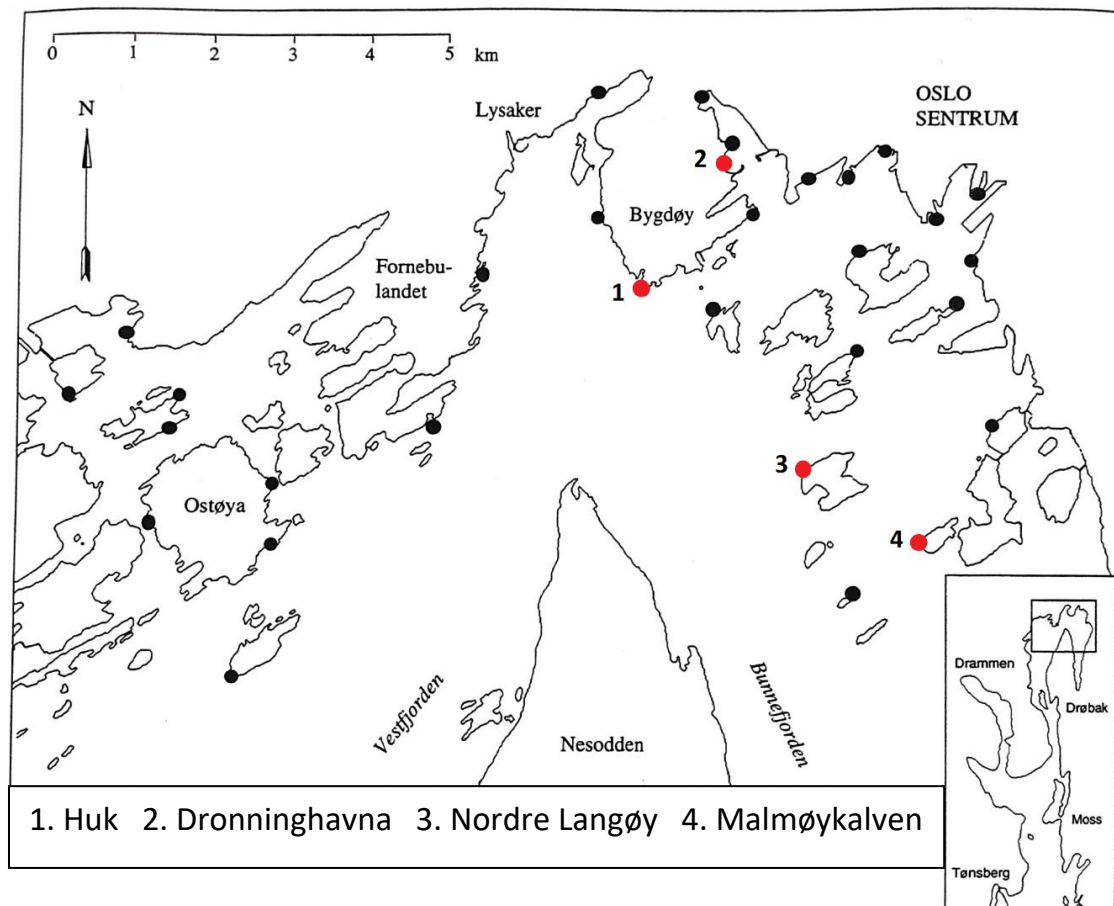 0 1 2 3 4 5 km
N
Lysaker
OSLO
SENTRUM
2
Bygdøy
Fornebu-
landet
1
3
Ostøya
4
Vestfjorden
Bunnefjorden
Nesodden
Drammen
Drøbak
Moss
Tønsberg
1. Huk 2. Dronninghavna 3. Nordre Langøy 4. Malmøykalven